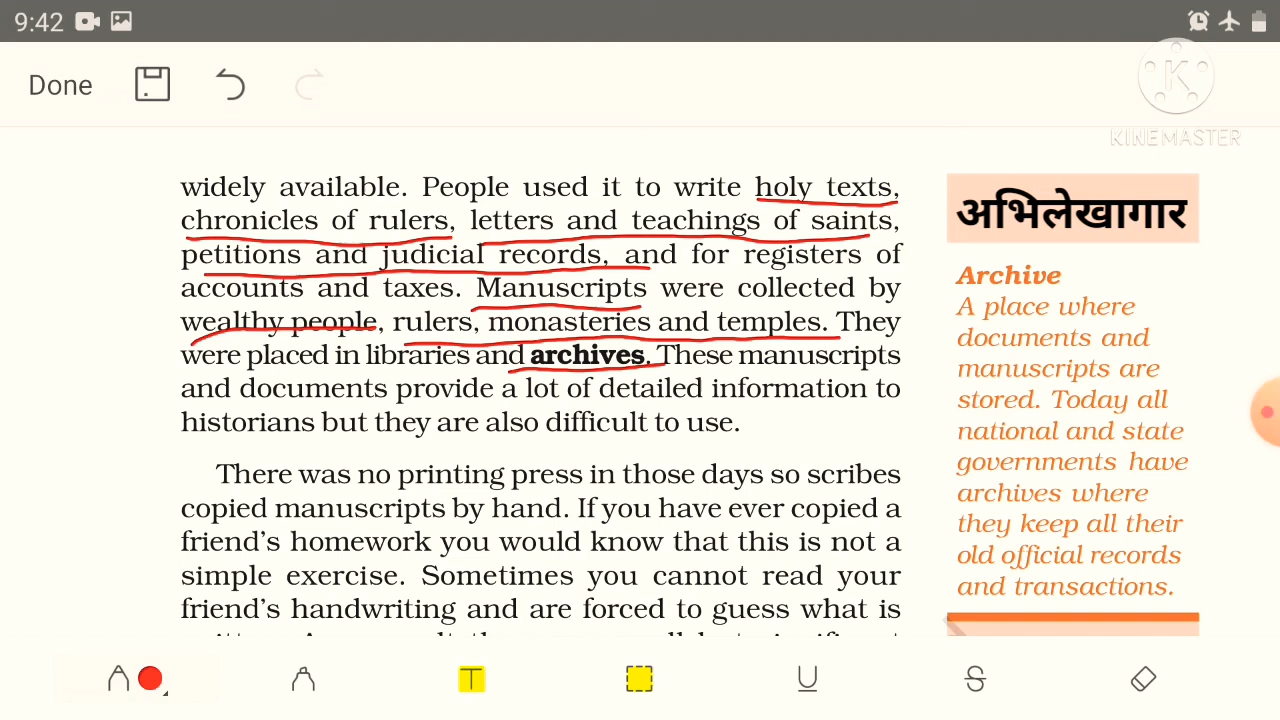 9:42
Done
KINEMASTER
widely available. People used it to write holy texts,
chronicles of rulers, letters and teachings of saints,
petitions and judicial records, and for registers of
accounts and taxes. Manuscripts were collected by
wealthy people, rulers, monasteries and temples. They
were placed in libraries and archives. These manuscripts
and documents provide a lot of detailed information to
historians but they are also difficult to use.
There was no printing press in those days so scribes
copied manuscripts by hand. If you have ever copied a
friend's homework you would know that this is not a
simple exercise. Sometimes you cannot read your
friend's handwriting and are forced to guess what is
अभिलेखागार
Archive
A place where
documents and
manuscripts are
stored. Today all
national and state
governments have
archives where
they keep all their
old official records
and transactions.